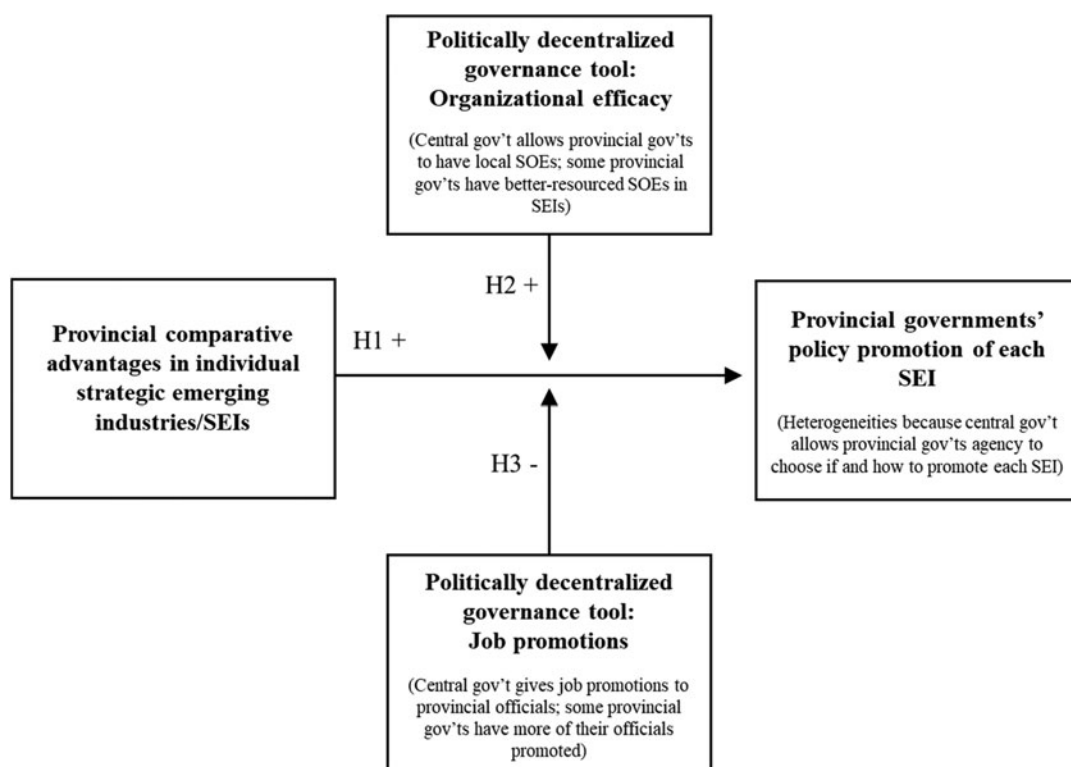 Politically decentralized
governance tool:
Organizational efficacy
(Central gov't allows provincial gov'ts
to have local SOEs; some provincial
gov'ts have better-resourced SOEs in
SEIs)
H2 +
Provincial comparative
advantages in individual
strategic emerging
industries/SEIs
H1 +
Provincial governments'
policy promotion of each
SEI
(Heterogeneities because central gov't
allows provincial gov'ts agency to
choose if and how to promote each SEI)
H3 -
Politically decentralized
governance tool:
Job promotions
(Central gov't gives job promotions to
provincial officials; some provincial
gov'ts have more of their officials
promoted)